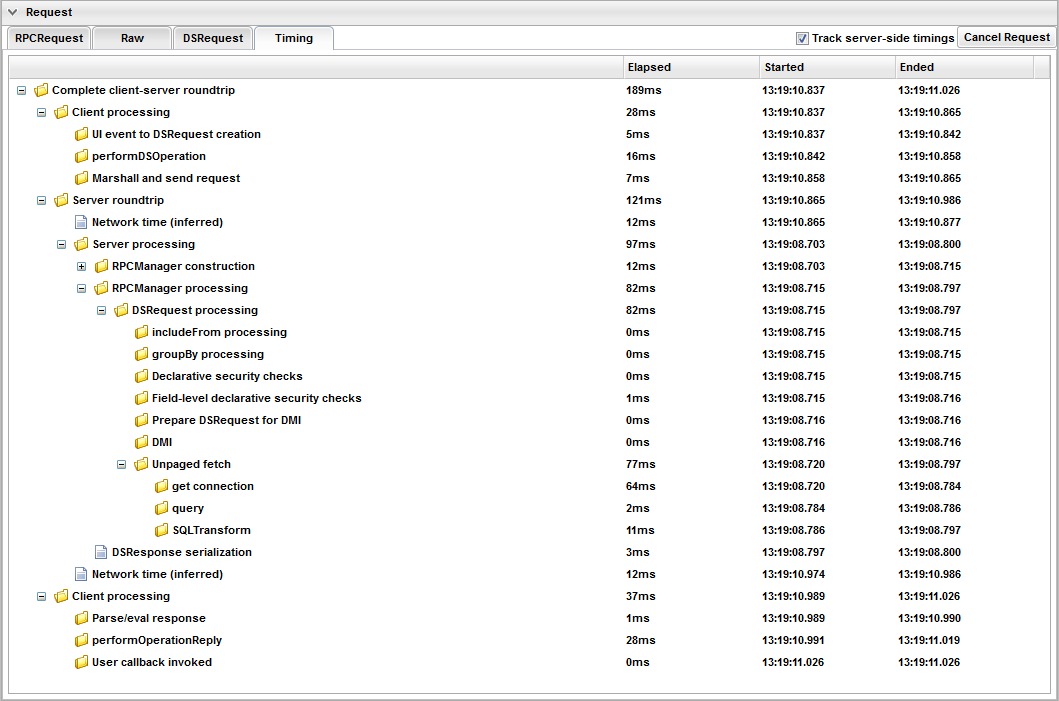 Request
RPCRequest Raw DSRequest Timing Track server-side timings Cancel Request
Elapsed Started Ended
Complete client-server roundtrip 189ms 13:19:10.837 13:19:11.026
Client processing 28ms 13:19:10.837 13:19:10.865
UI event to DSRequest creation 5ms 13:19:10.837 13:19:10.842
performDSOperation 16ms 13:19:10.842 13:19:10.858
Marshall and send request 7ms 13:19:10.858 13:19:10.865
Server roundtrip 121ms 13:19:10.865 13:19:10.986
Network time (inferred) 12ms 13:19:10.865 13:19:10.877
Server processing 97ms 13:19:08.703 13:19:08.800
RPCManager construction 12ms 13:19:08.703 13:19:08.715
RPCManager processing 82ms 13:19:08.715 13:19:08.797
DSRequest processing 82ms 13:19:08.715 13:19:08.797
includeFrom processing 0ms 13:19:08.715 13:19:08.715
groupBy processing 0ms 13:19:08.715 13:19:08.715
Declarative security checks 0ms 13:19:08.715 13:19:08.715
Field-level declarative security checks 1ms 13:19:08.715 13:19:08.716
Prepare DSRequest for DMI 0ms 13:19:08.716 13:19:08.716
DMI 0ms 13:19:08.716 13:19:08.716
Unpaged fetch 77ms 13:19:08.720 13:19:08.797
get connection 64ms 13:19:08.720 13:19:08.784
query 2ms 13:19:08.784 13:19:08.786
SQLTransform 11ms 13:19:08.786 13:19:08.797
DSResponse serialization 3ms 13:19:08.797 13:19:08.800
Network time (inferred) 12ms 13:19:10.974 13:19:10.986
Client processing 37ms 13:19:10.989 13:19:11.026
Parse/eval response 1ms 13:19:10.989 13:19:10.990
performOperationReply 28ms 13:19:10.991 13:19:11.019
User callback invoked 0ms 13:19:11.026 13:19:11.026